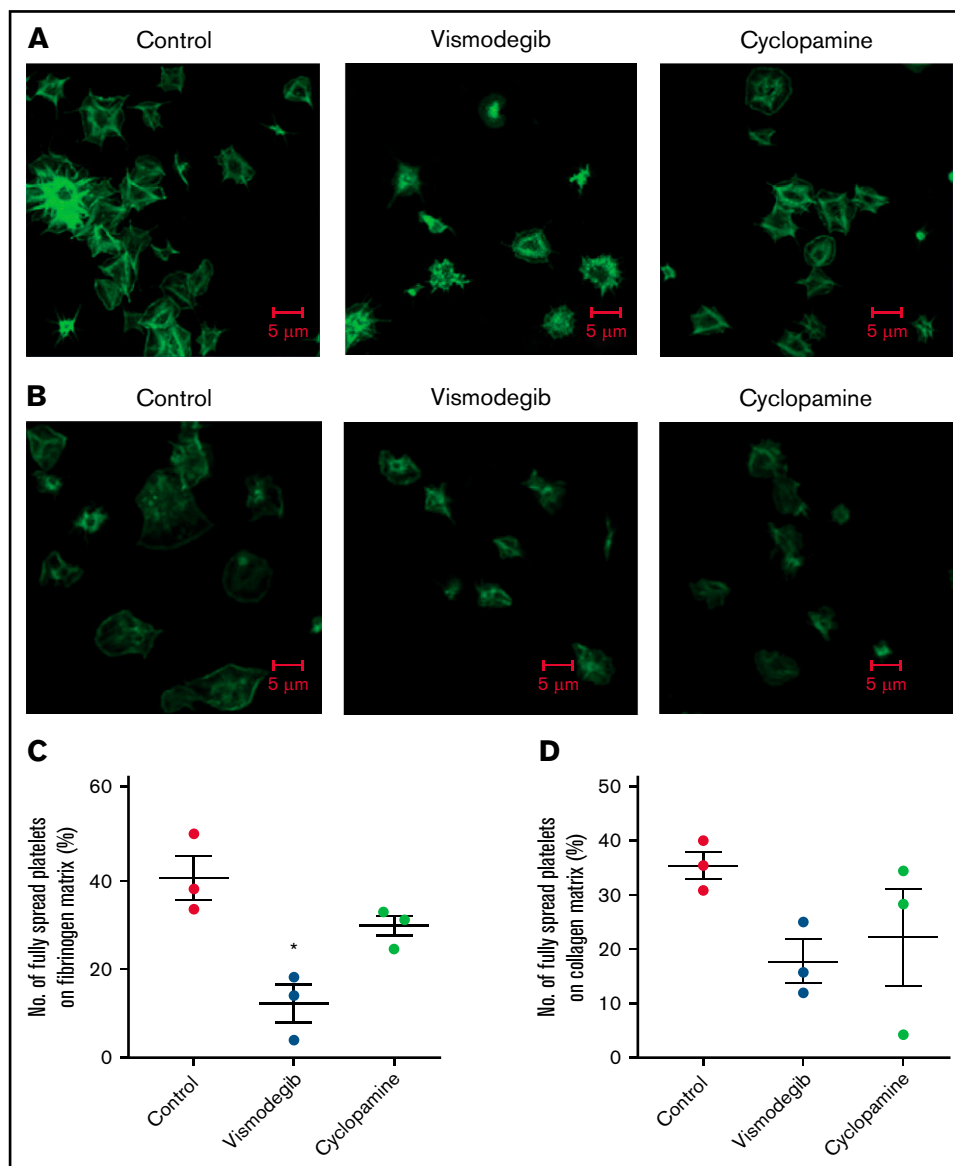 A
Control
Vismodegib
Cyclopamine
5 μm
5 μm
5 μm
B
Control
Vismodegib
Cyclopamine
5 μm
5 μm
5 μm
C
No. of fully spread platelets
on fibrinogen matrix (%)
60
40
20
0
*
Control
Vismodegib
Cyclopamine
D
No. of fully spread platelets
on collagen matrix (%)
50
40
30
20
10
0
Control
Vismodegib
Cyclopamine